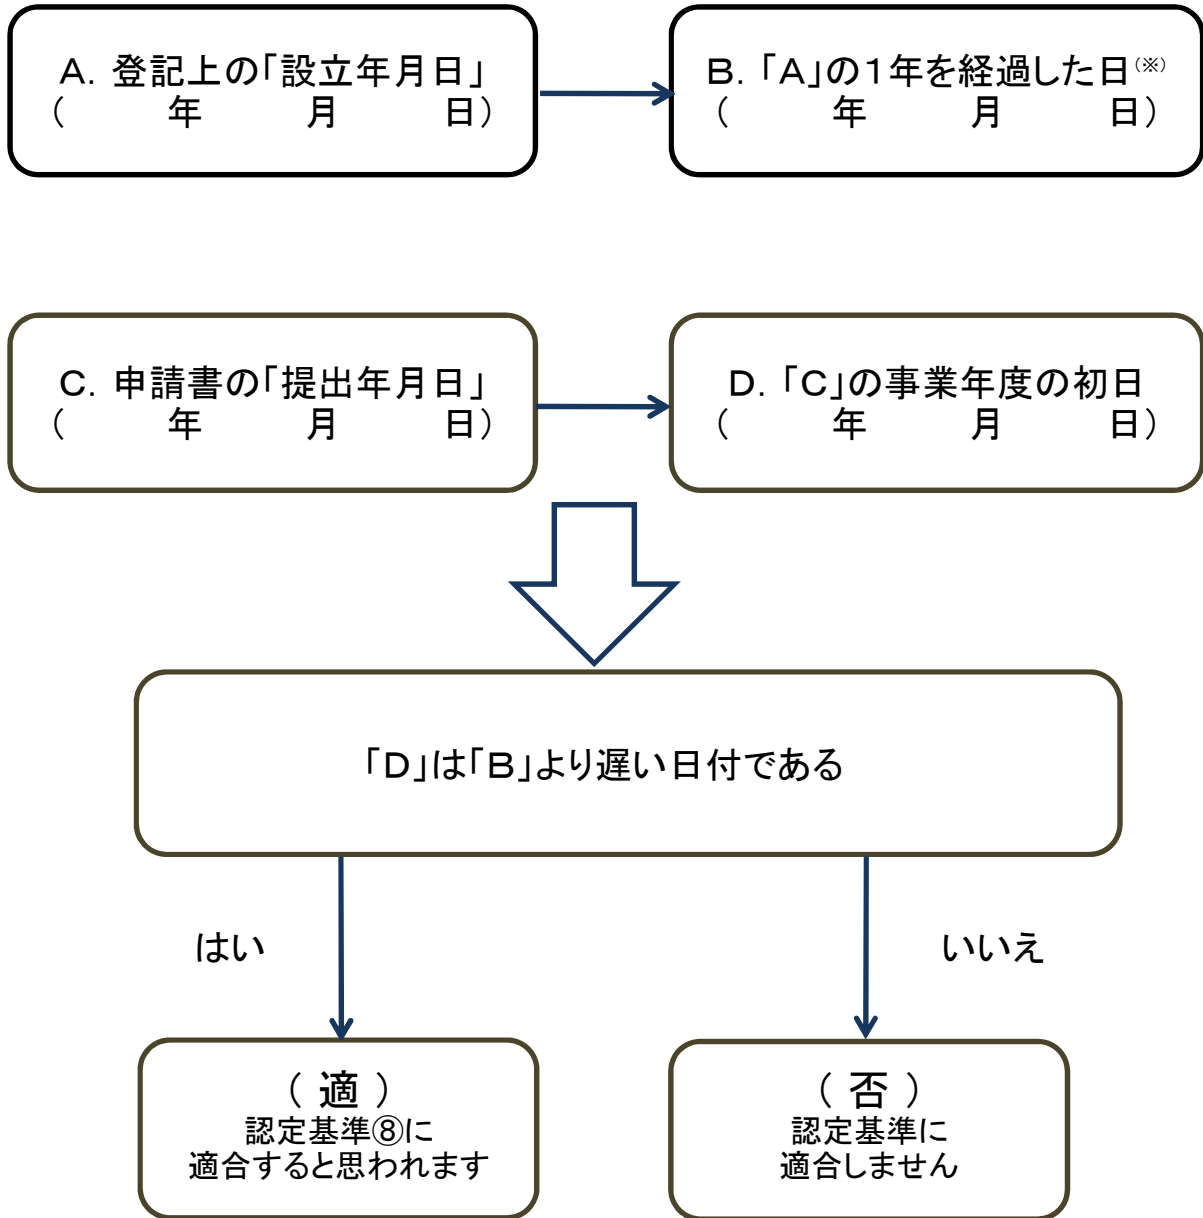 A. 登記上の「設立年月日」
(　　　年　　　月　　　日)
B. 「A」の1年を経過した日(※)
(　　　年　　　月　　　日)
C. 申請書の「提出年月日」
(　　　年　　　月　　　日)
D. 「C」の事業年度の初日
(　　　年　　　月　　　日)
「D」は「B」より遅い日付である
はい
いいえ
( 適 )
認定基準⑧に
適合すると思われます
( 否 )
認定基準に
適合しません